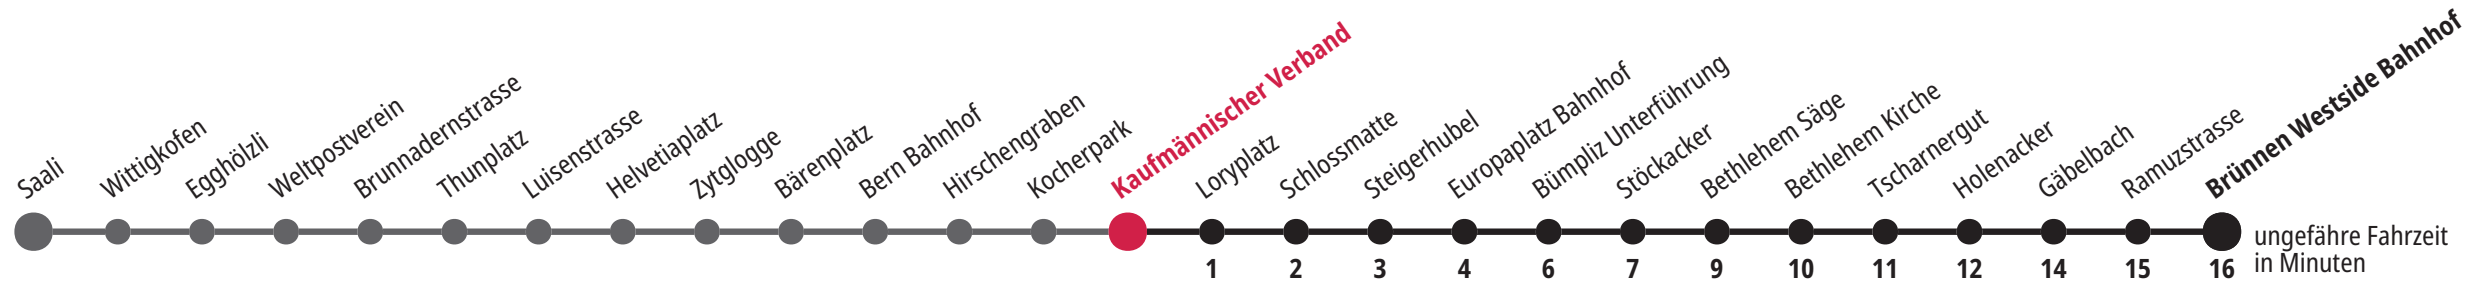 Saali
Wittigkofen
Egghölzli
Weltpostverein
Brunnadernstrasse
Thunplatz
Luisenstrasse
Helvetiaplatz
Zytglogge
Bärenplatz
Bern Bahnhof
Hirschengraben
Kocherpark
Kaufmännischer Verband
Loryplatz
Schlossmatte
Steigerhubel
Europaplatz Bahnhof
Bümpliz Unterführung
Stöckacker
Bethlehem Säge
Bethlehem Kirche
Tscharnergut
Holenacker
Gäbelbach
Ramuzstrasse
Brünnen Westside Bahnhof
1 2 3 4 6 7 9 10 11 12 14 15 16
ungefähre Fahrzeit
in Minuten